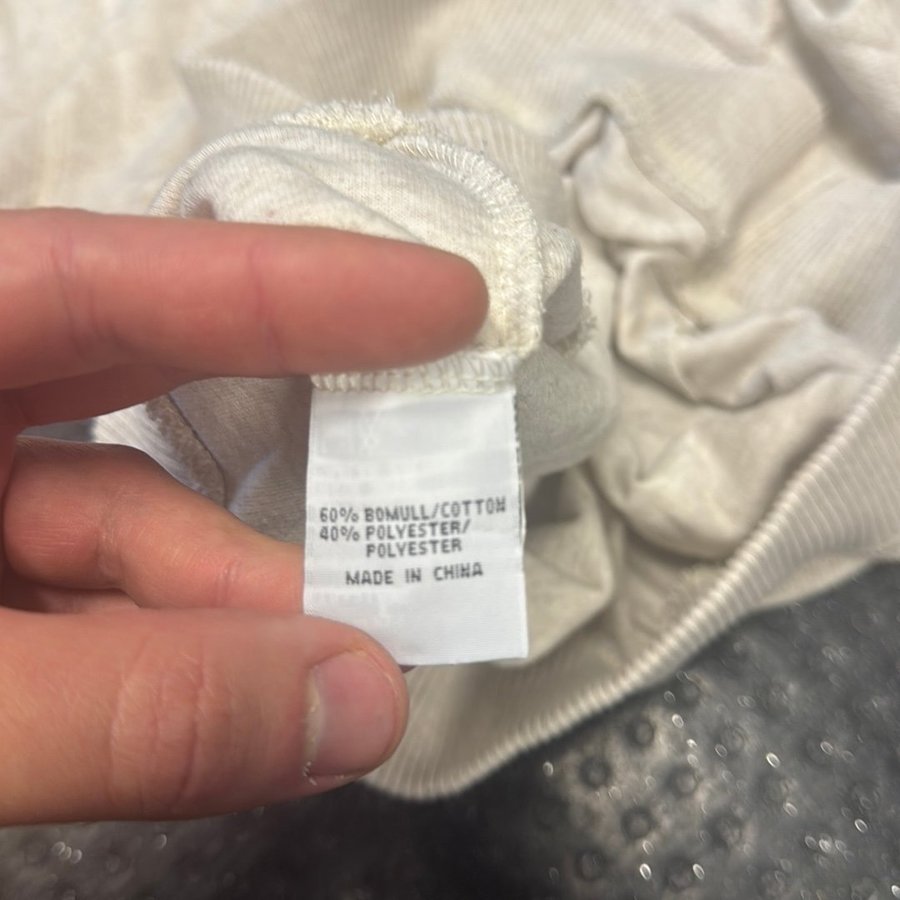 60% BOMULL/COTTON
40% POLYESTER/
POLYESTER
MADE IN CHINA